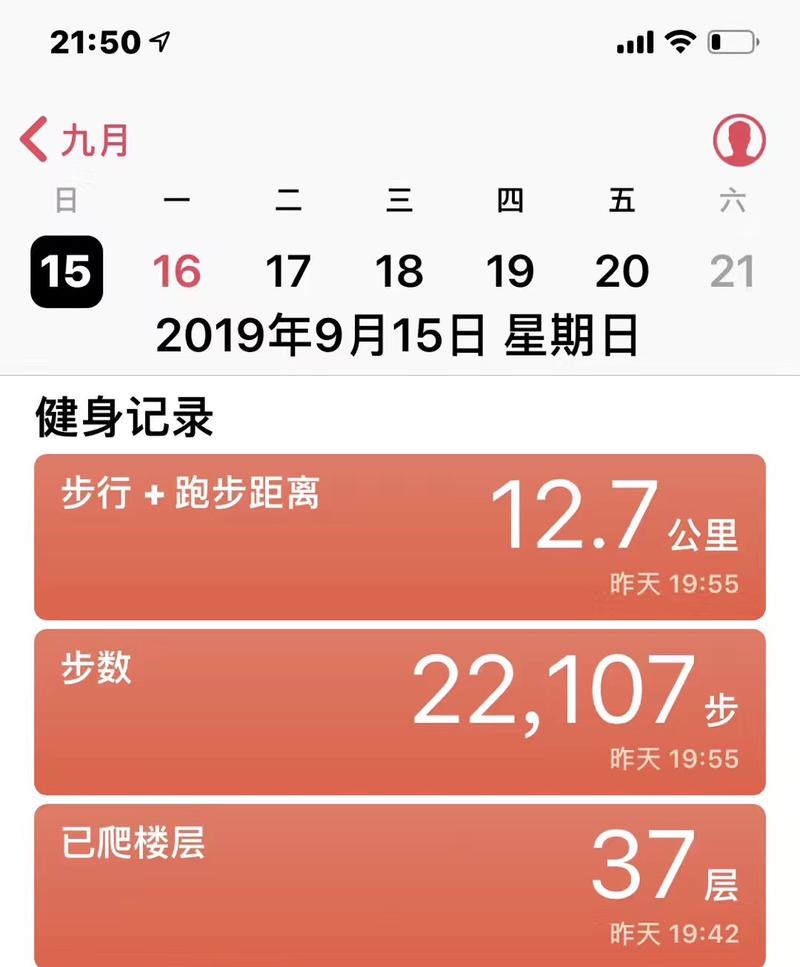 21:50
九月
日 一 二 三 四 五 六
15 16 17 18 19 20 21
2019年9月15日 星期日
健身记录
步行 + 跑步距离
12.7 公里
昨天 19:55
步数
22,107 步
昨天 19:55
已爬楼层
37 层
昨天 19:42